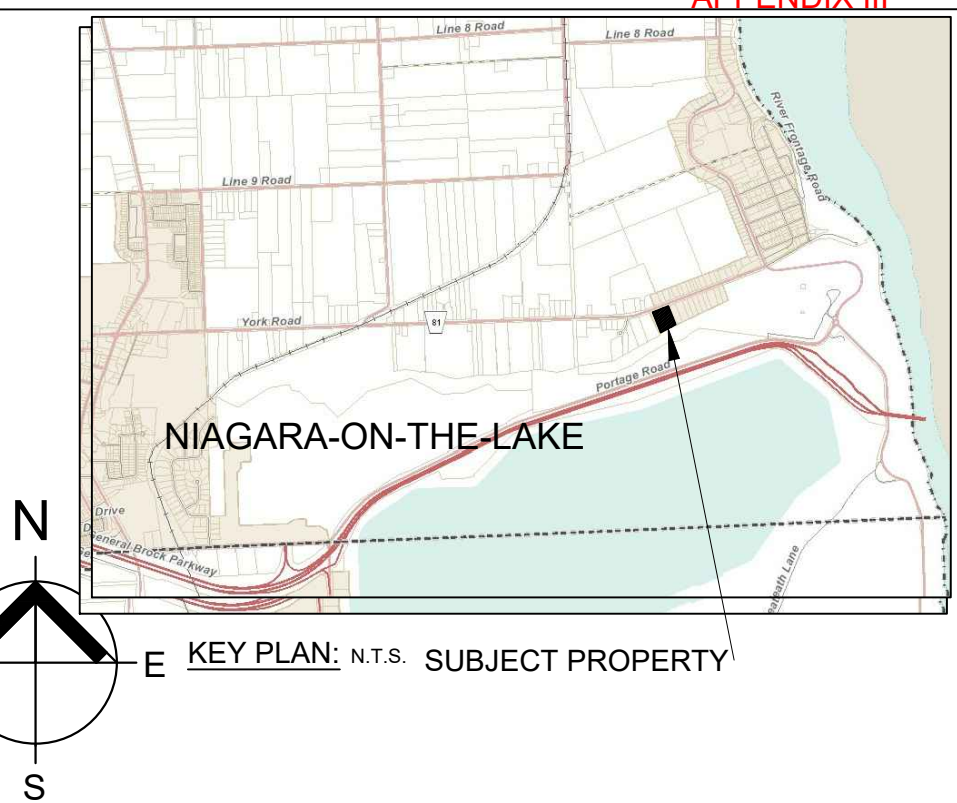 APPENDIX III
Line 8 Road
Line 8 Road
River Frontage Road
Line 9 Road
York Road
81
Portage Road
NIAGARA-ON-THE-LAKE
Drive
General Brock Parkway
N
E
S
KEY PLAN: N.T.S. SUBJECT PROPERTY